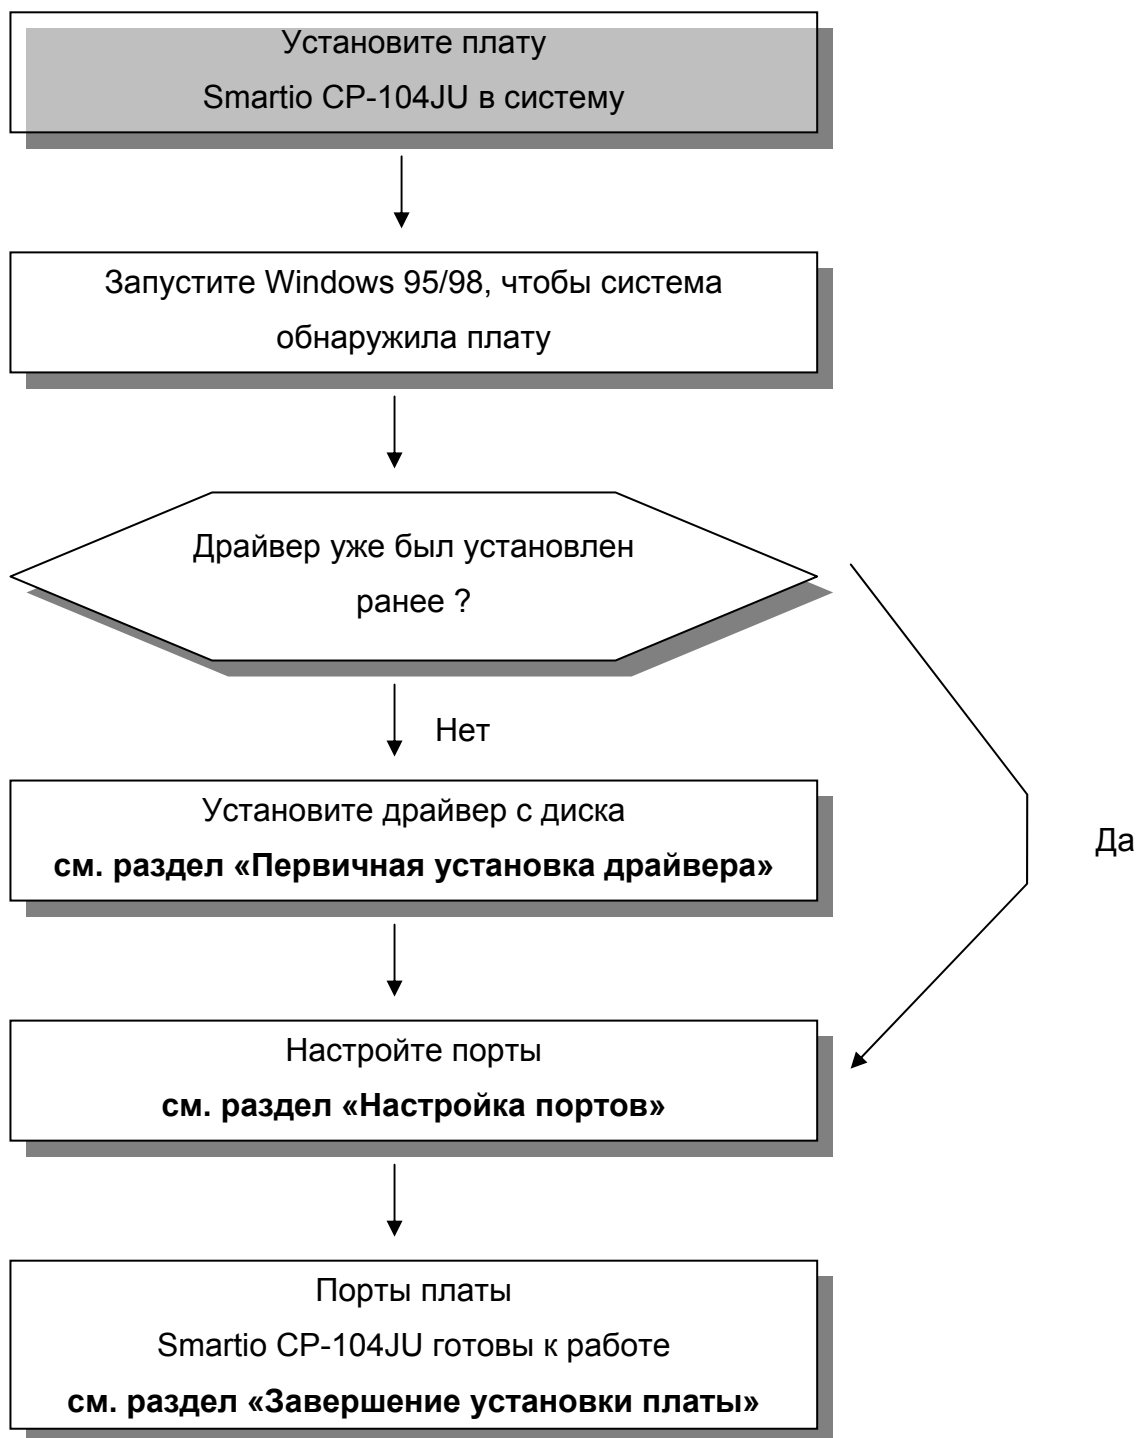 Установите плату
Smartio CP-104JU в систему
Запустите Windows 95/98, чтобы система
обнаружила плату
Драйвер уже был установлен
ранее ?
Нет
Установите драйвер с диска
см. раздел «Первичная установка драйвера»
Да
Настройте порты
см. раздел «Настройка портов»
Порты платы
Smartio CP-104JU готовы к работе
см. раздел «Завершение установки платы»